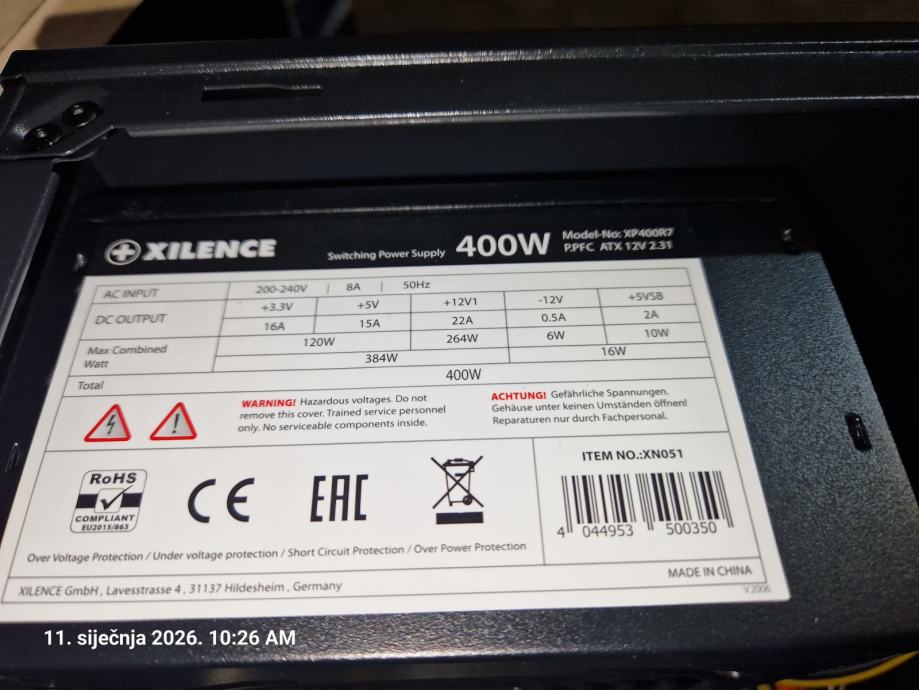 XILENCE Switching Power Supply 400W Model-No: XP400R7
P.PFC ATX 12V 2.31
AC INPUT 200-240V | 8A | 50Hz
DC OUTPUT +3.3V +5V +12V1 -12V +5VSB
16A 15A 22A 0.5A 2A
Max Combined Watt 120W 264W 6W 10W
384W 16W
Total 400W
WARNING! Hazardous voltages. Do not
remove this cover. Trained service personnel
only. No serviceable components inside.
ACHTUNG! Gefährliche Spannungen.
Gehäuse unter keinen Umständen öffnen!
Reparaturen nur durch Fachpersonal.
RoHS
COMPLIANT
EU2015/863
CE
EAC
ITEM NO.:XN051
4 044953 500350
Over Voltage Protection / Under voltage protection / Short Circuit Protection / Over Power Protection
MADE IN CHINA
XILENCE GmbH , Lavesstrasse 4 , 31137 Hildesheim , Germany
V.2006
11. siječnja 2026. 10:26 AM